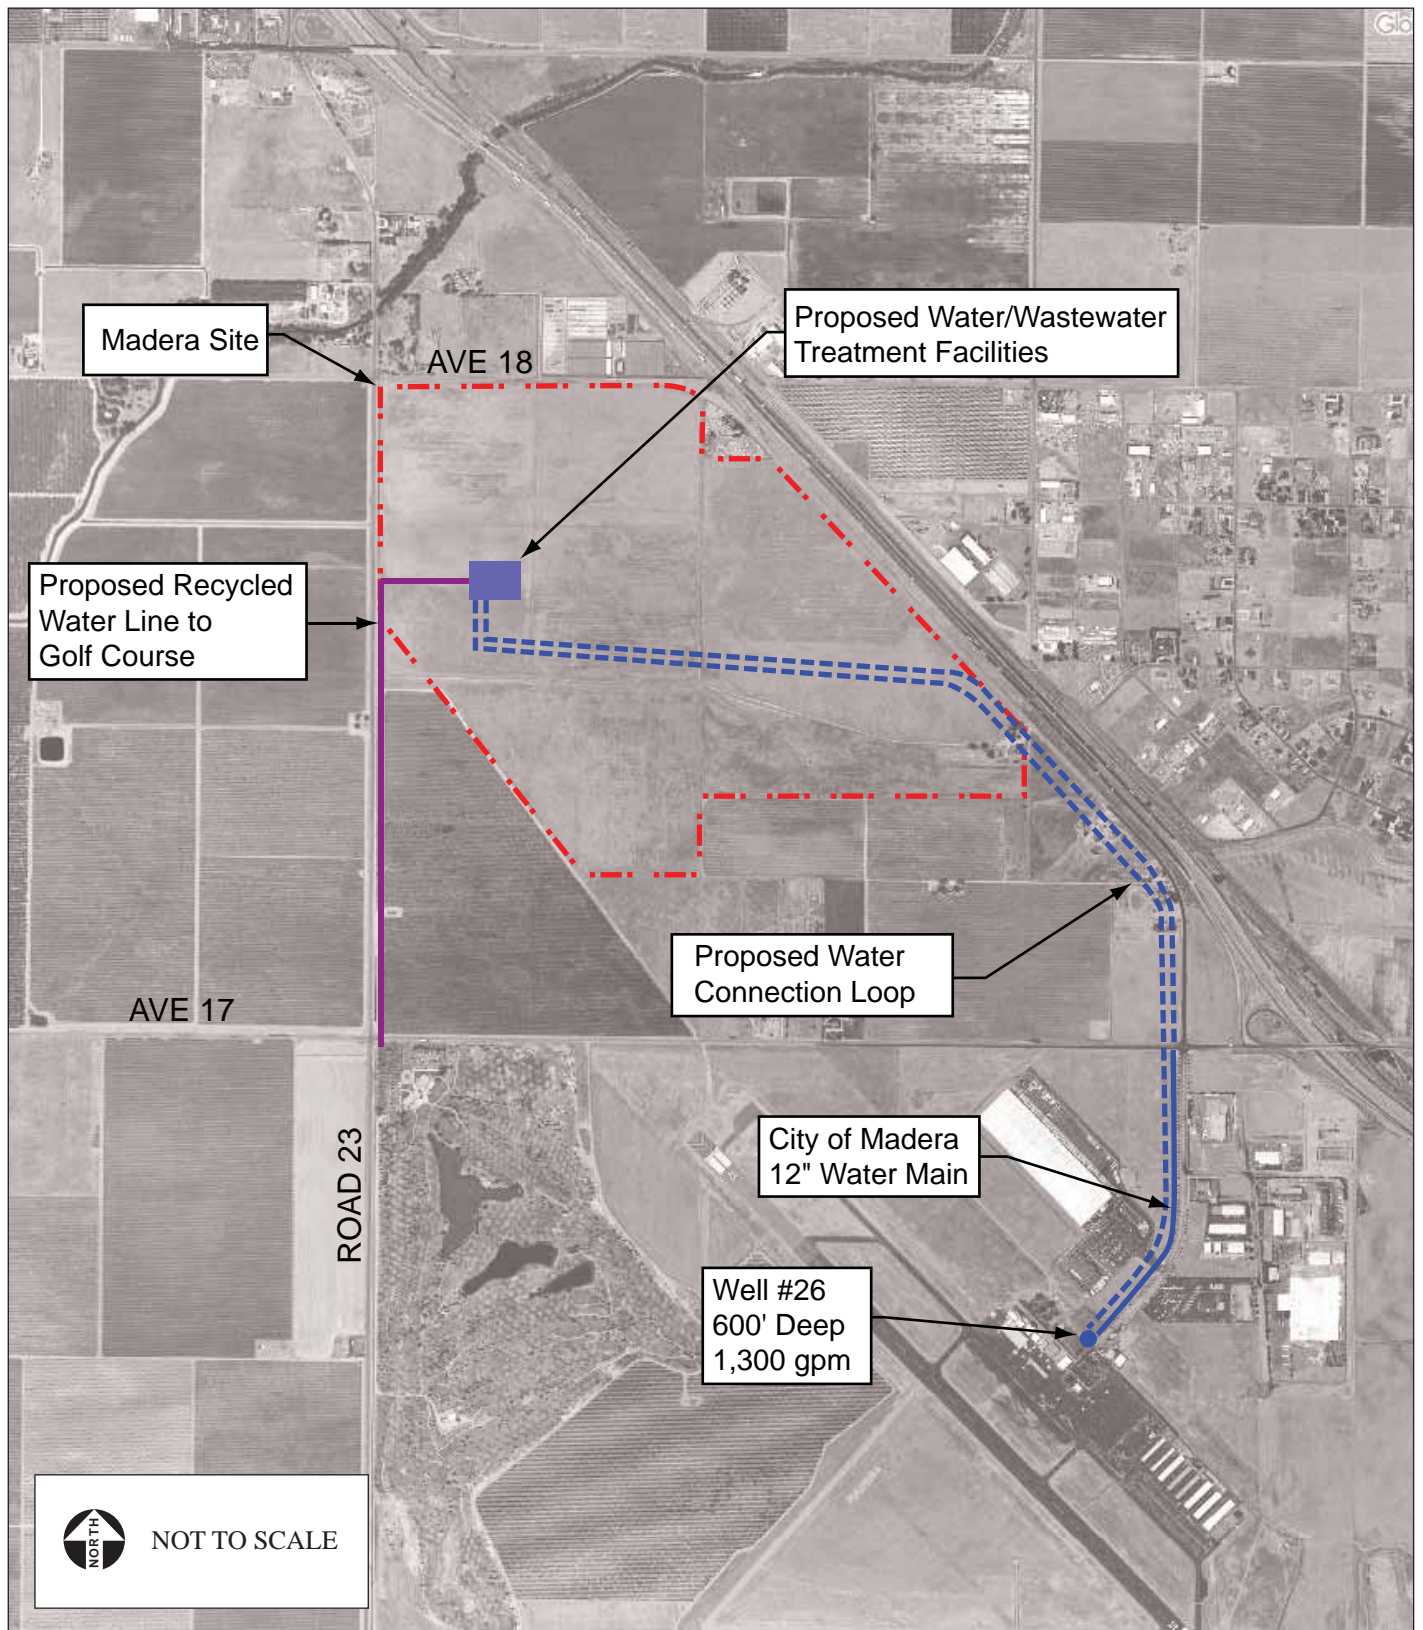 Glo
Madera Site
AVE 18
Proposed Water/Wastewater
Treatment Facilities
Proposed Recycled
Water Line to
Golf Course
Proposed Water
Connection Loop
AVE 17
ROAD 23
City of Madera
12" Water Main
Well #26
600' Deep
1,300 gpm
NORTH
NOT TO SCALE